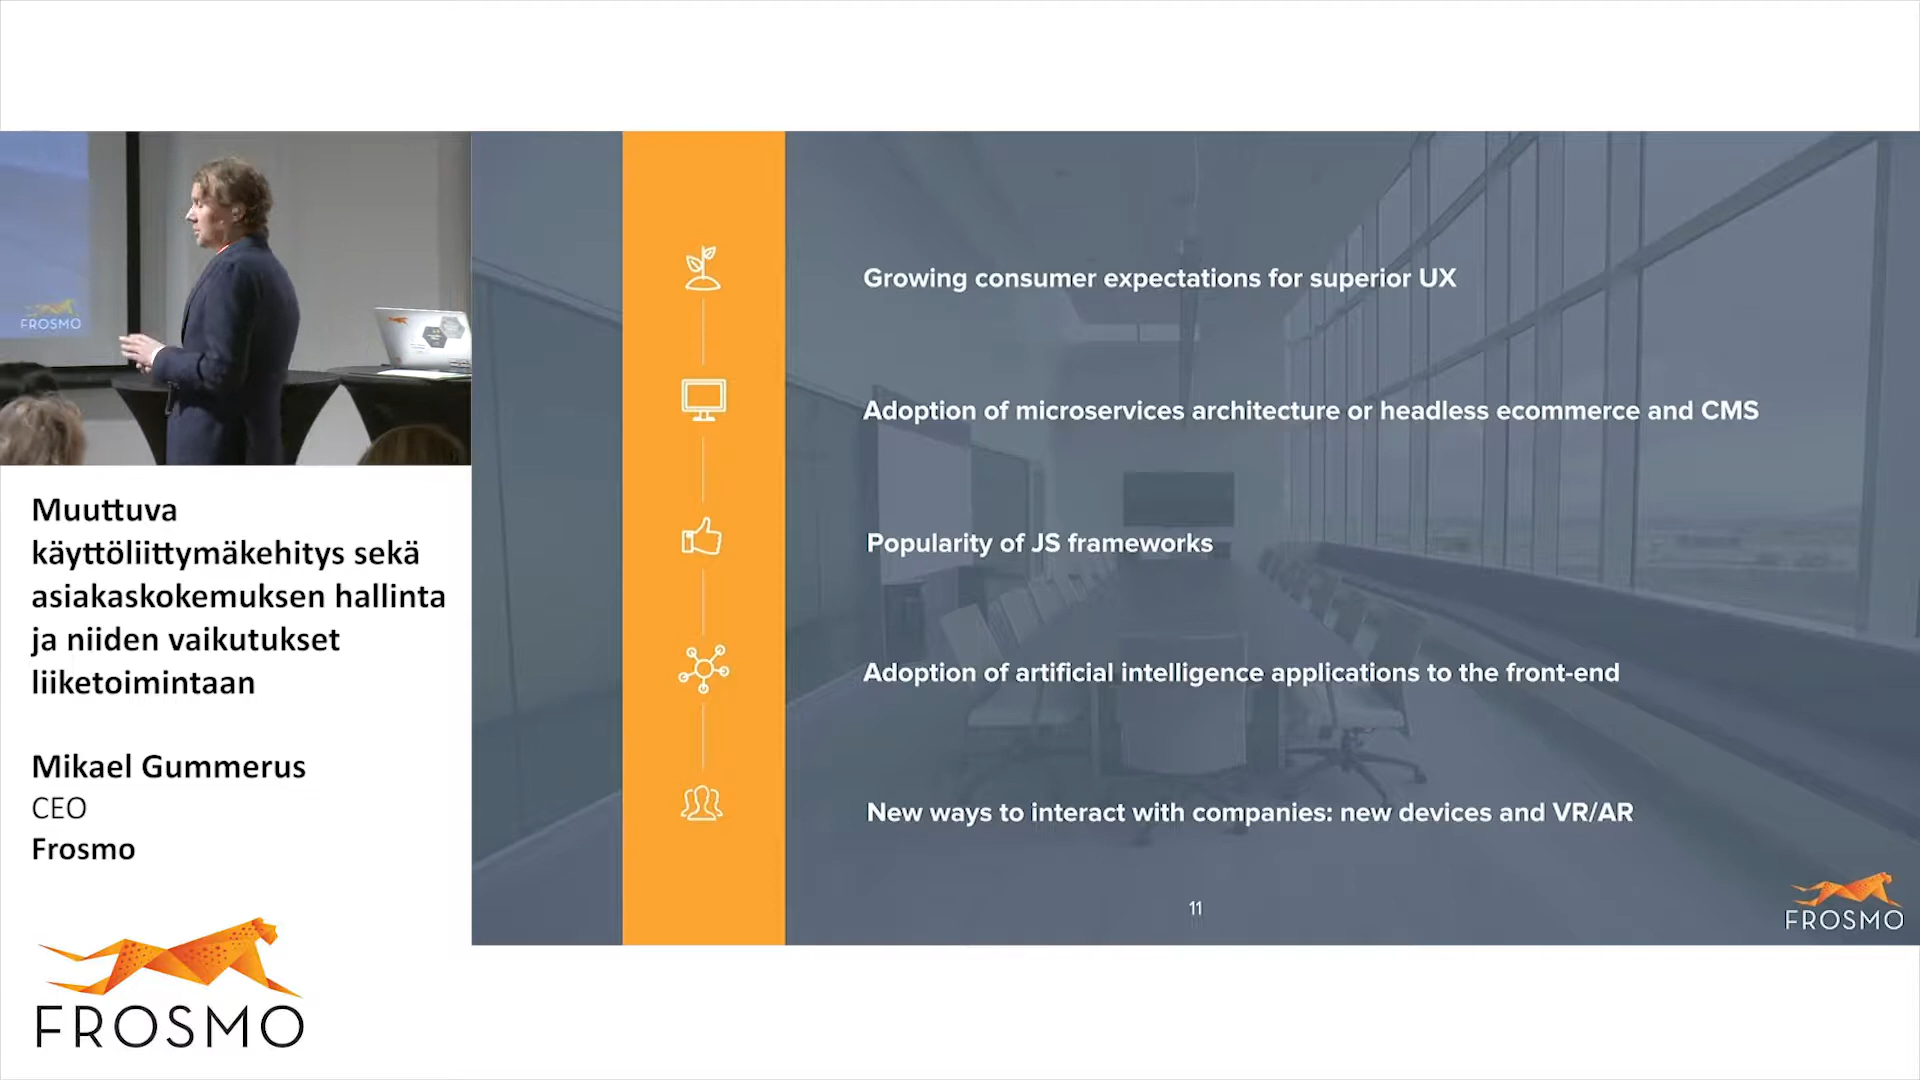 FROSMO
Muuttuva
käyttöliittymäkehitys sekä
asiakaskokemuksen hallinta
ja niiden vaikutukset
liiketoimintaan
Mikael Gummerus
CEO
Frosmo
FROSMO
Growing consumer expectations for superior UX
Adoption of microservices architecture or headless ecommerce and CMS
Popularity of JS frameworks
Adoption of artificial intelligence applications to the front-end
New ways to interact with companies: new devices and VR/AR
11
FROSMO